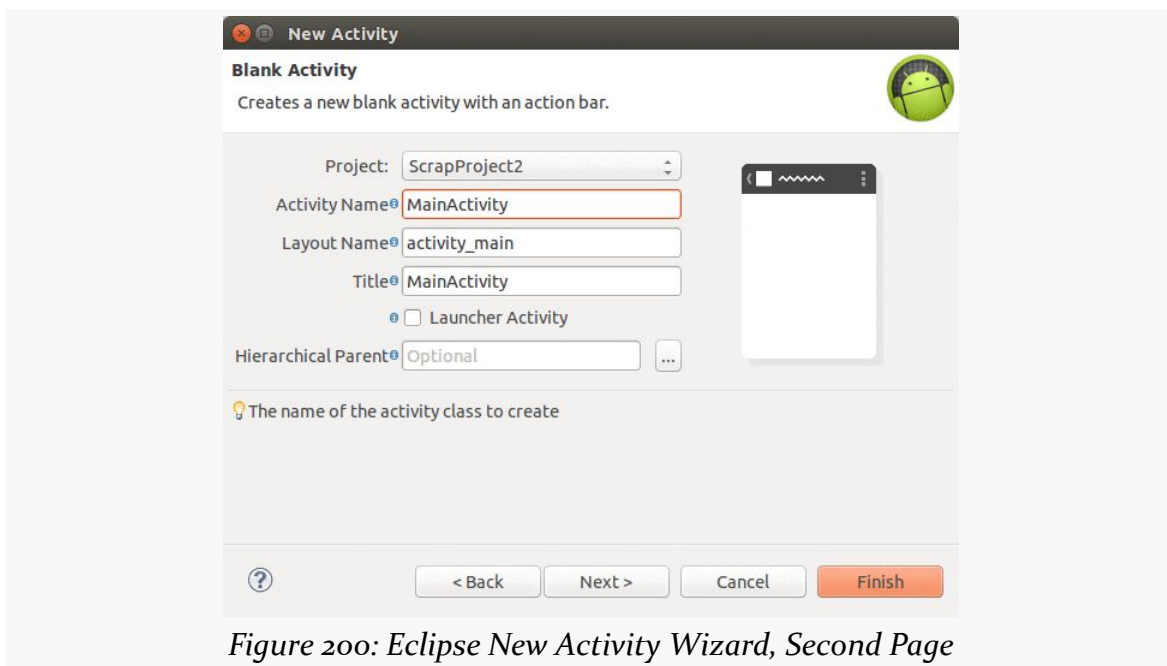 New Activity
Blank Activity
Creates a new blank activity with an action bar.
Project: ScrapProject2
Activity Name MainActivity
Layout Name activity_main
Title MainActivity
Launcher Activity
Hierarchical Parent Optional ...
The name of the activity class to create
? < Back Next > Cancel Finish
Figure 200: Eclipse New Activity Wizard, Second Page